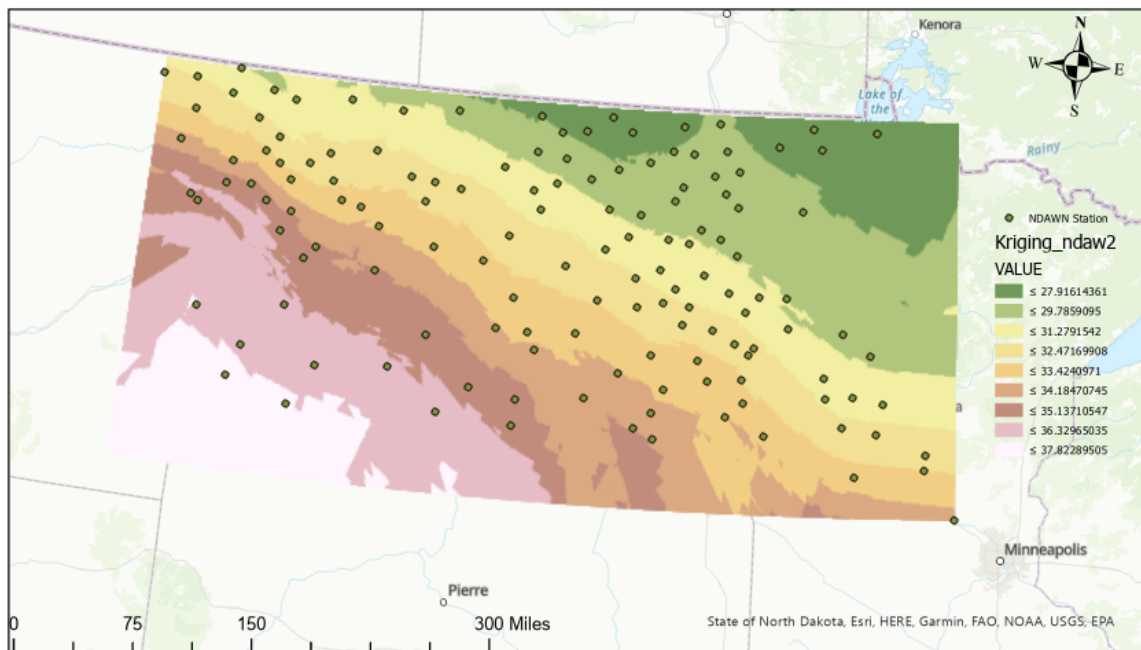 Kenora
N
W
E
S
Lake of
the
Rainy
NDAWN Station
Kriging_ndaw2
VALUE
≤ 27.91614361
≤ 29.7859095
≤ 31.2791542
≤ 32.47169908
≤ 33.4240971
≤ 34.18470745
≤ 35.13710547
≤ 36.32965035
≤ 37.82289505
a
Minneapolis
Pierre
0 75 150 300 Miles
State of North Dakota, Esri, HERE, Garmin, FAO, NOAA, USGS, EPA